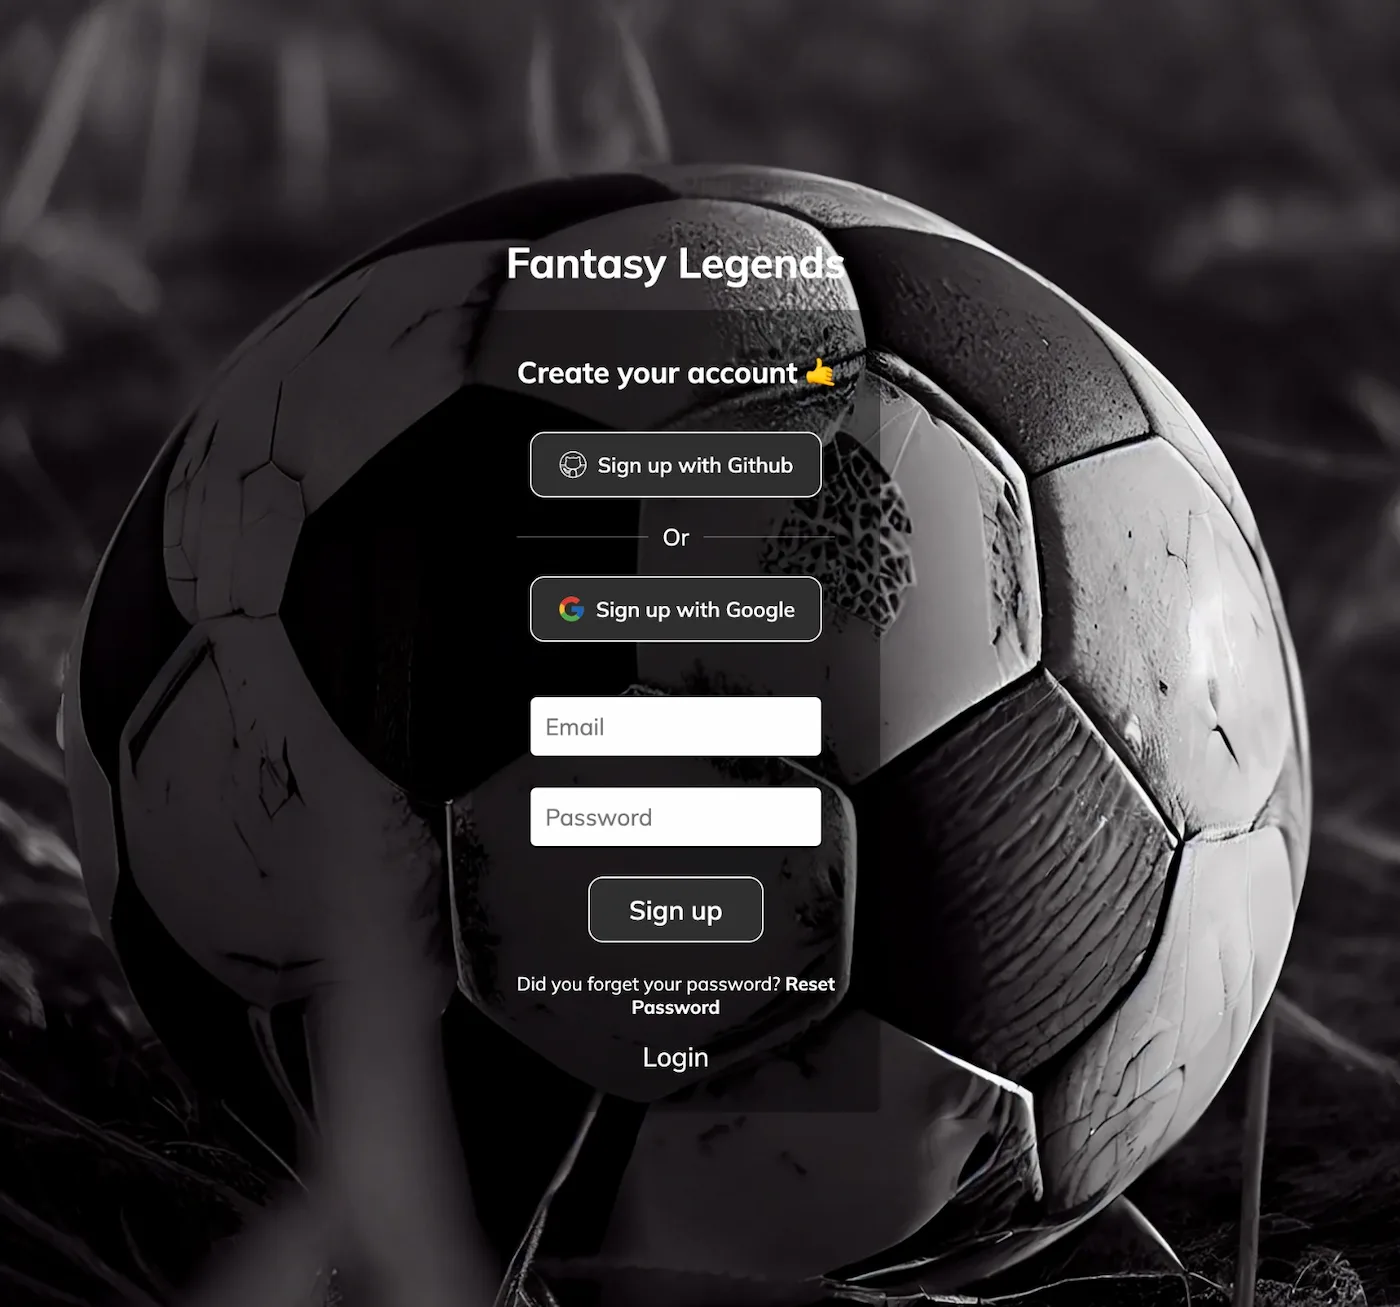 Fantasy Legends
Create your account 🤙
Sign up with Github
Or
Sign up with Google
Email
Password
Sign up
Did you forget your password? Reset
Password
Login